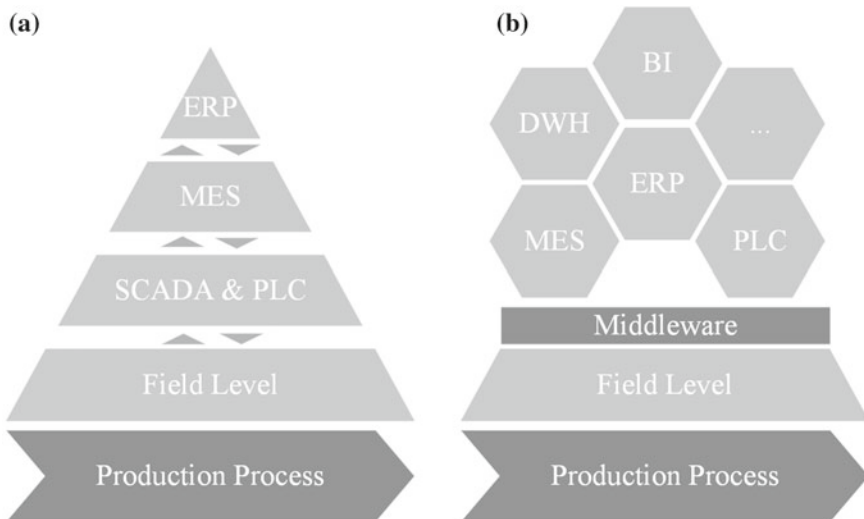 (a)
ERP
MES
SCADA & PLC
Field Level
Production Process
(b)
BI
DWH
...
ERP
MES
PLC
Middleware
Field Level
Production Process